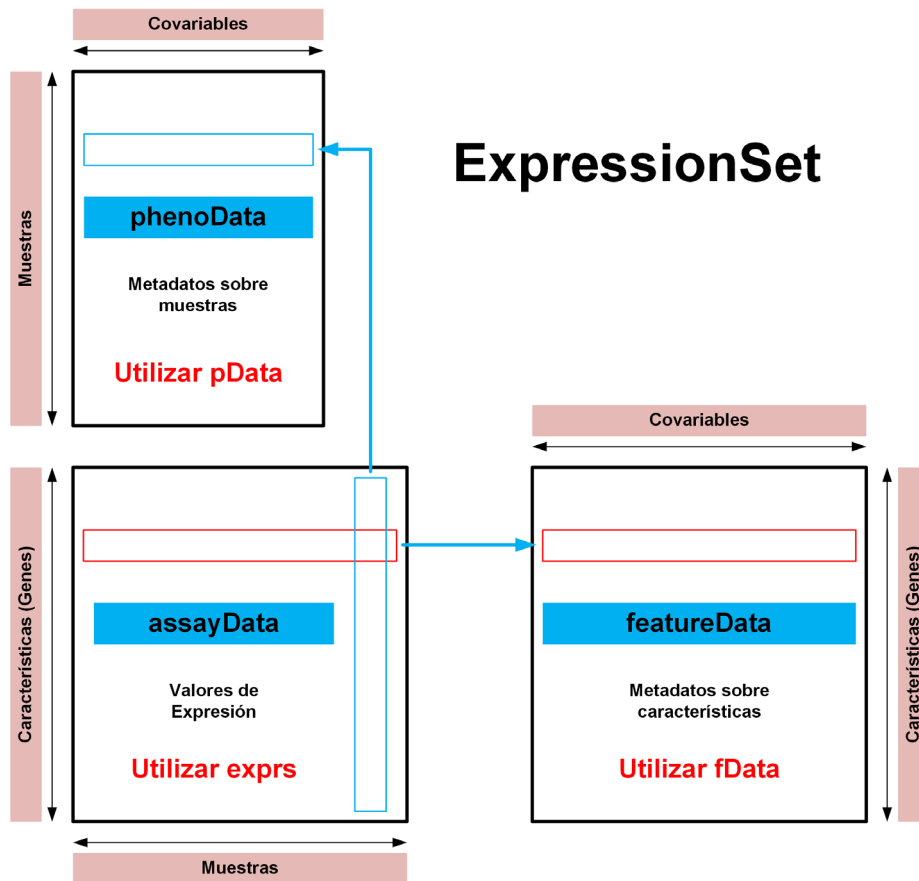 Covariables
ExpressionSet
Muestras
phenoData
Metadatos sobre
muestras
Utilizar pData
Covariables
Características (Genes)
assayData
Valores de
Expresión
Utilizar exprs
featureData
Metadatos sobre
características
Utilizar fData
Características (Genes)
Muestras